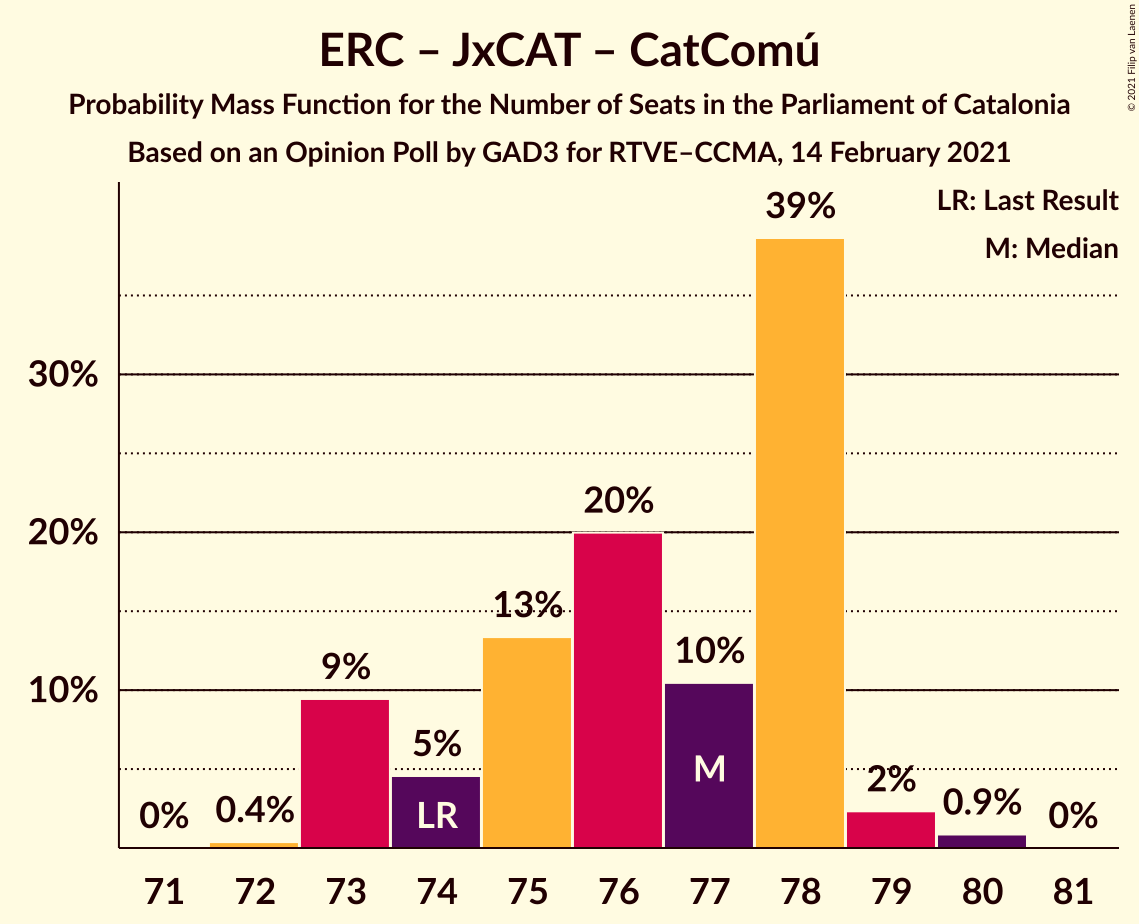 ERC – JxCAT – CatComú
Probability Mass Function for the Number of Seats in the Parliament of Catalonia
Based on an Opinion Poll by GAD3 for RTVE–CCMA, 14 February 2021
© 2021 Filip van Laenen
LR: Last Result
M: Median
39%
30%
20%
20%
13%
10%
10%
9%
5%
M
LR
0%
0.4%
2%
0.9%
0%
71 72 73 74 75 76 77 78 79 80 81